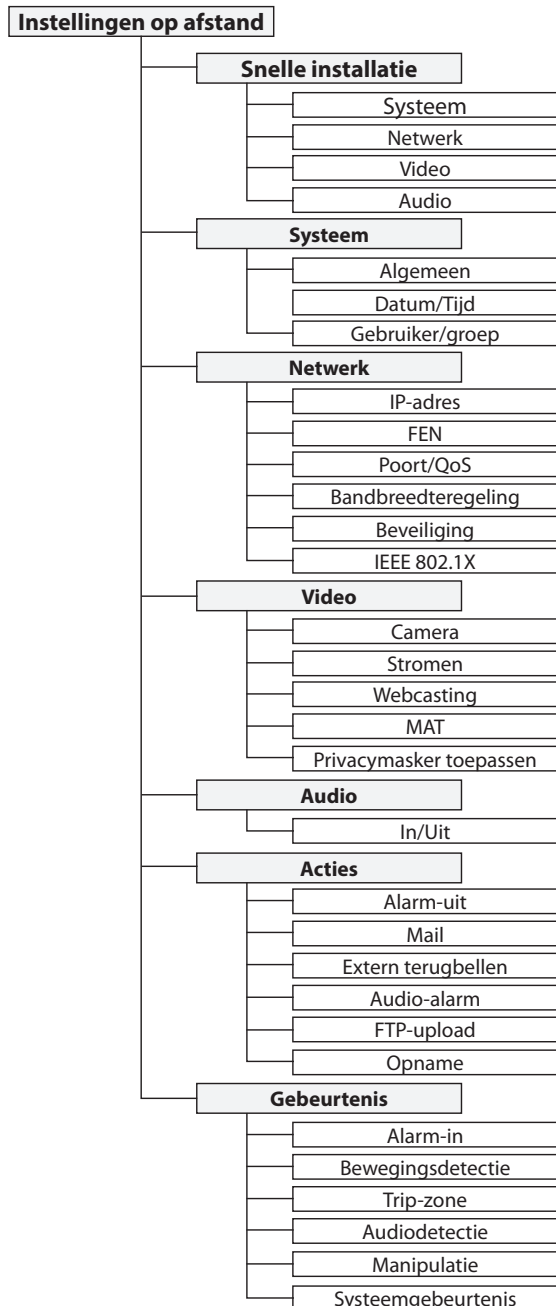 Instellingen op afstand
Snelle installatie
Systeem
Netwerk
Video
Audio
Systeem
Algemeen
Datum/Tijd
Gebruiker/groep
Netwerk
IP-adres
FEN
Poort/QoS
Bandbreedteregeling
Beveiliging
IEEE 802.1X
Video
Camera
Stromen
Webcasting
MAT
Privacymasker toepassen
Audio
In/Uit
Acties
Alarm-uit
Mail
Extern terugbellen
Audio-alarm
FTP-upload
Opname
Gebeurtenis
Alarm-in
Bewegingsdetectie
Trip-zone
Audiodetectie
Manipulatie
Systeemgebeurtenis